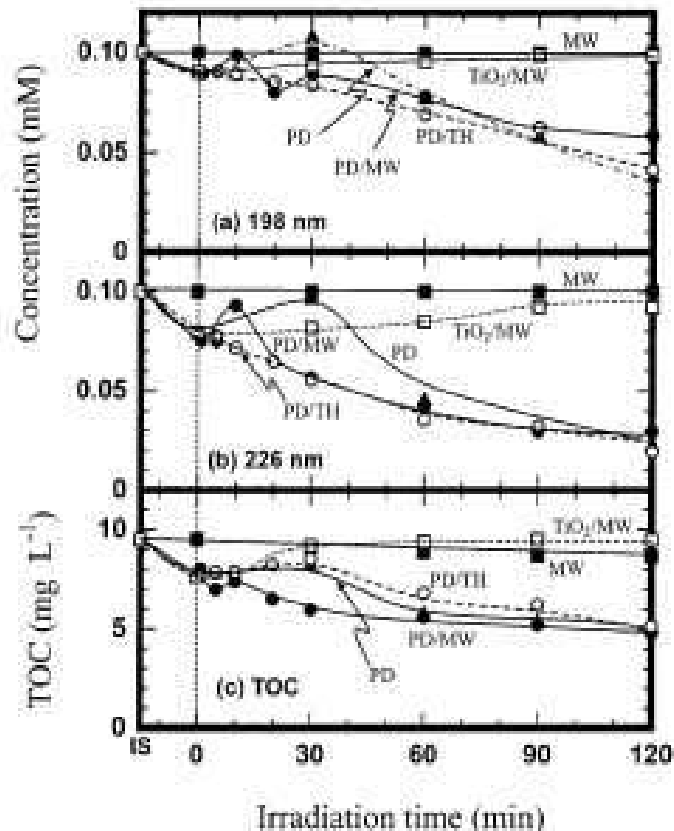 Concentration (mM)
TOC (mg L⁻¹)
0.10
0.05
0
MW
TiO2/MW
PD
PD/TH
PD/MW
(a) 198 nm
0.10
0.05
0
MW
TiO2/MW
PD/MW
PD
PD/TH
(b) 226 nm
10
5
0
TiO2/MW
MW
PD/TH
PD/MW
PD
(c) TOC
IS 0 30 60 90 120
Irradiation time (min)